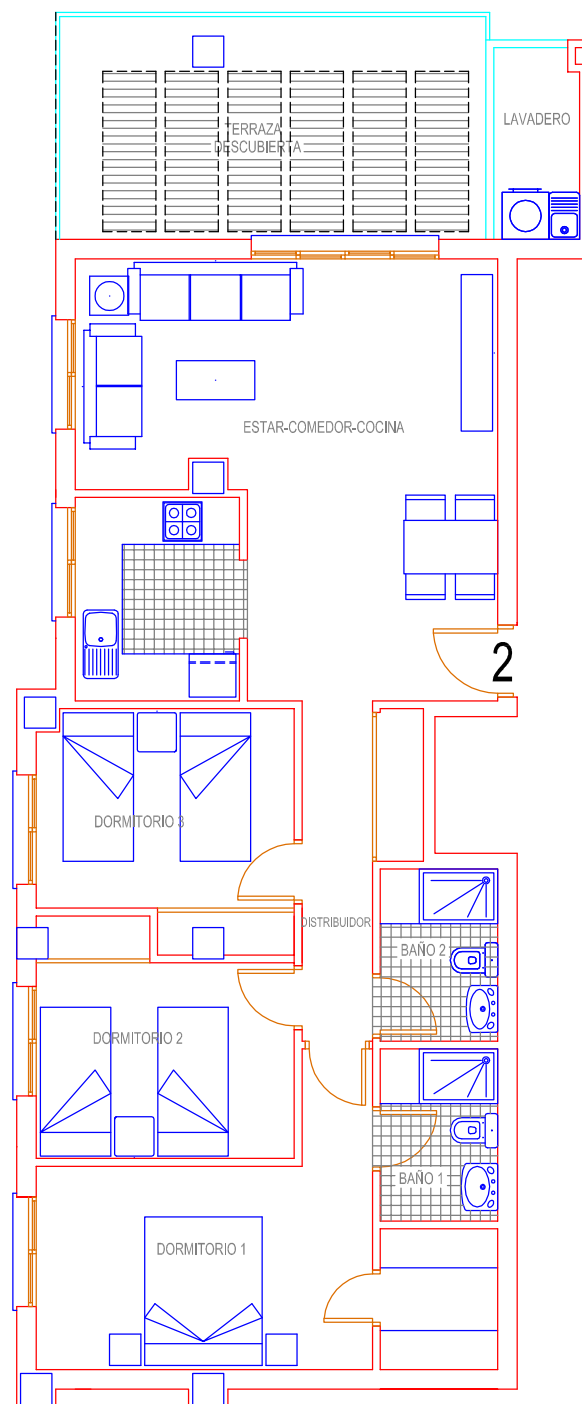 LAVADERO
TERRAZA
DESCUBIERTA
ESTAR-COMEDOR-COCINA
2
DORMITORIO 3
DISTRIBUIDOR
BAÑO 2
DORMITORIO 2
BAÑO 1
DORMITORIO 1